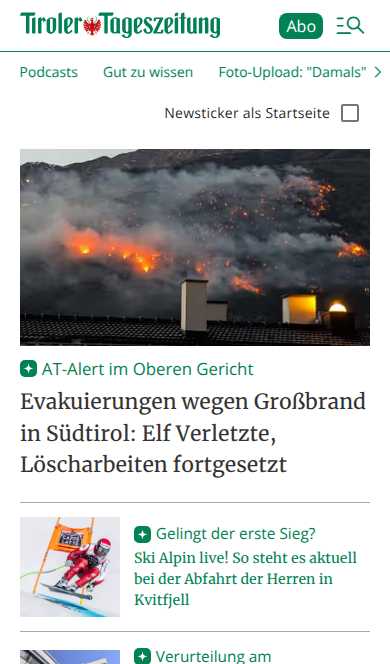 Tiroler Tageszeitung
Abo
Podcasts Gut zu wissen Foto-Upload: "Damals"
Newsticker als Startseite
AT-Alert im Oberen Gericht
Evakuierungen wegen Großbrand
in Südtirol: Elf Verletzte,
Löscharbeiten fortgesetzt
Gelingt der erste Sieg?
Ski Alpin live! So steht es aktuell
bei der Abfahrt der Herren in
Kvitfjell
Verurteilung am